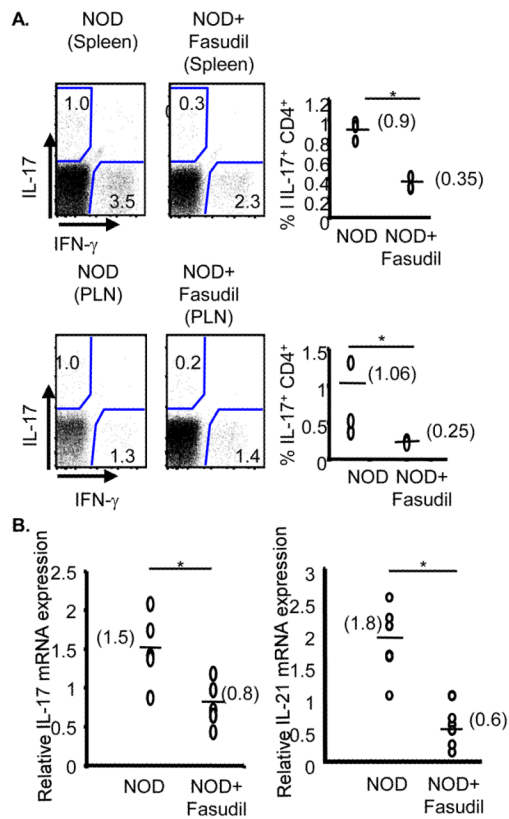 A.
NOD
(Spleen)
NOD+
Fasudil
(Spleen)
IL-17
1.0
3.5
0.3
2.3
IFN-γ
% I IL-17+ CD4+
1.2
1
0.8
0.6
0.4
0.2
0
*
(0.9)
(0.35)
NOD
NOD+
Fasudil
NOD
(PLN)
NOD+
Fasudil
(PLN)
IL-17
1.0
1.3
0.2
1.4
IFN-γ
% IL-17+ CD4+
1.5
1
0.5
0
*
(1.06)
(0.25)
NOD
NOD+
Fasudil
B.
Relative IL-17 mRNA expression
2.5
2
1.5
1
0.5
0
*
(1.5)
(0.8)
NOD
NOD+
Fasudil
Relative IL-21 mRNA expression
3
2.5
2
1.5
1
0.5
0
*
(1.8)
(0.6)
NOD
NOD+
Fasudil